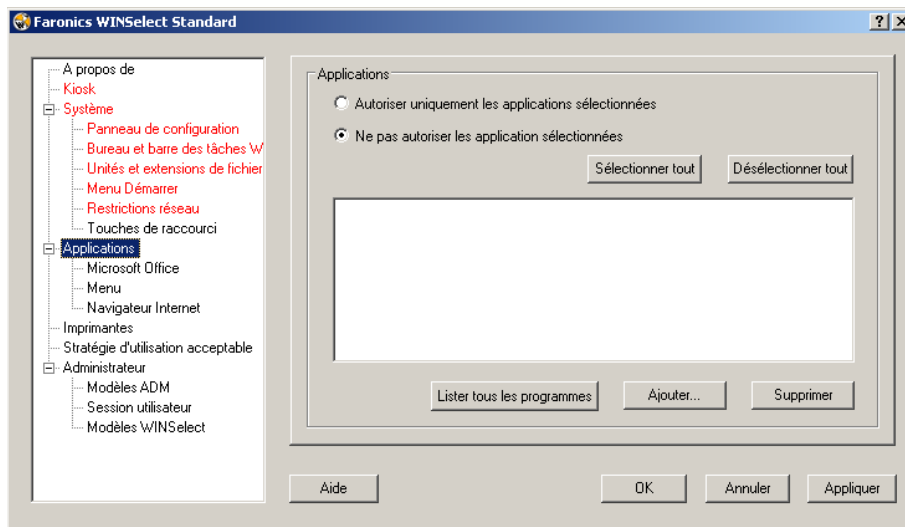 Faronics WINSelect Standard
A propos de
Kiosk
Système
Panneau de configuration
Bureau et barre des tâches W
Unités et extensions de fichier
Menu Démarrer
Restrictions réseau
Touches de raccourci
Applications
Microsoft Office
Menu
Navigateur Internet
Imprimantes
Stratégie d'utilisation acceptable
Administrateur
Modèles ADM
Session utilisateur
Modèles WINSelect
Applications
Autoriser uniquement les applications sélectionnées
Ne pas autoriser les application sélectionnées
Sélectionner tout Désélectionner tout
Lister tous les programmes Ajouter... Supprimer
Aide OK Annuler Appliquer